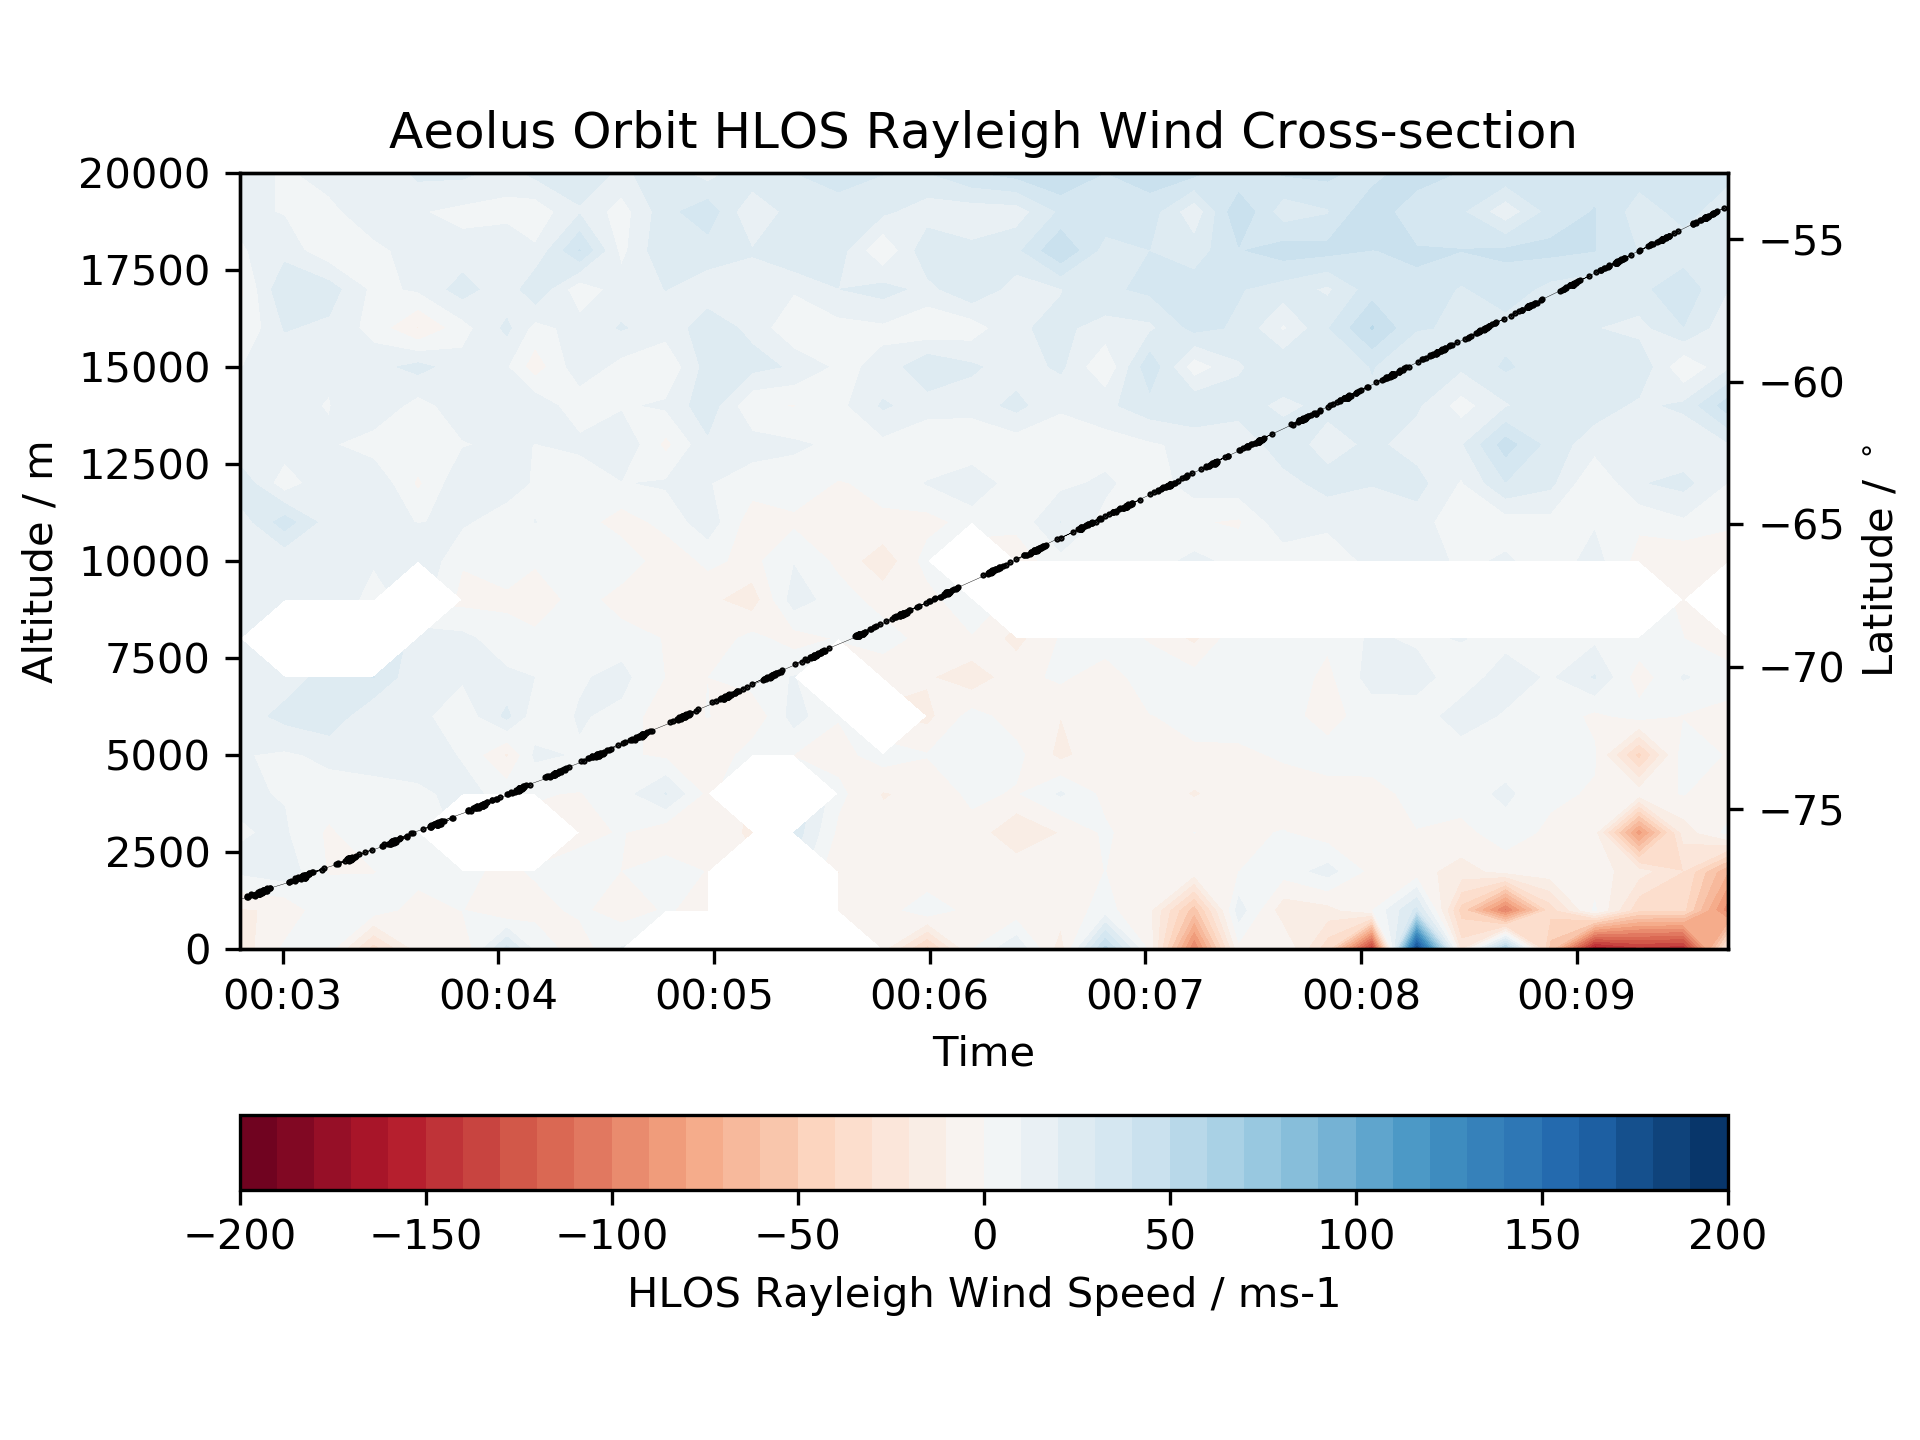 Aeolus Orbit HLOS Rayleigh Wind Cross-section
20000
17500
15000
12500
10000
7500
5000
2500
0
Altitude / m
−55
−60
−65
−70
−75
Latitude / °
00:03 00:04 00:05 00:06 00:07 00:08 00:09
Time
−200 −150 −100 −50 0 50 100 150 200
HLOS Rayleigh Wind Speed / ms-1